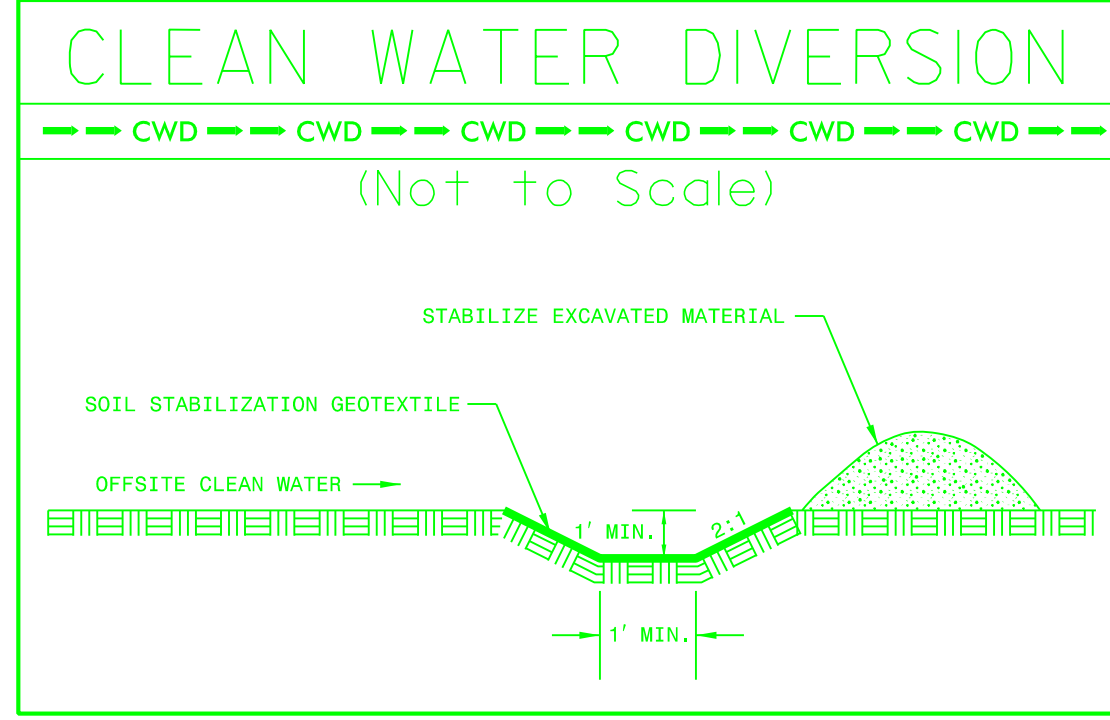 CLEAN WATER DIVERSION
CWD CWD CWD CWD CWD CWD
(Not to Scale)
STABILIZE EXCAVATED MATERIAL
SOIL STABILIZATION GEOTEXTILE
OFFSITE CLEAN WATER
1' MIN.
2:1
1' MIN.